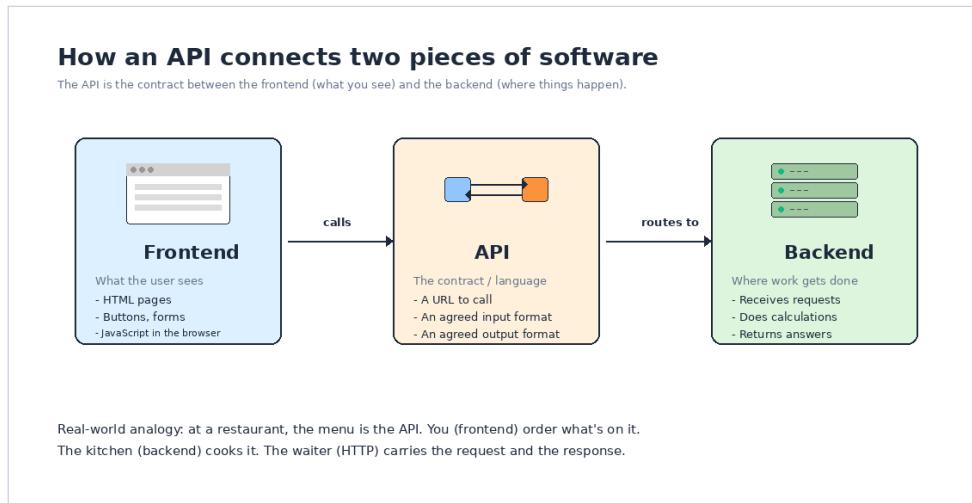 How an API connects two pieces of software
The API is the contract between the frontend (what you see) and the backend (where things happen).
calls
routes to
Frontend
What the user sees
- HTML pages
- Buttons, forms
- JavaScript in the browser
API
The contract / language
- A URL to call
- An agreed input format
- An agreed output format
Backend
Where work gets done
- Receives requests
- Does calculations
- Returns answers
Real-world analogy: at a restaurant, the menu is the API. You (frontend) order what's on it.
The kitchen (backend) cooks it. The waiter (HTTP) carries the request and the response.